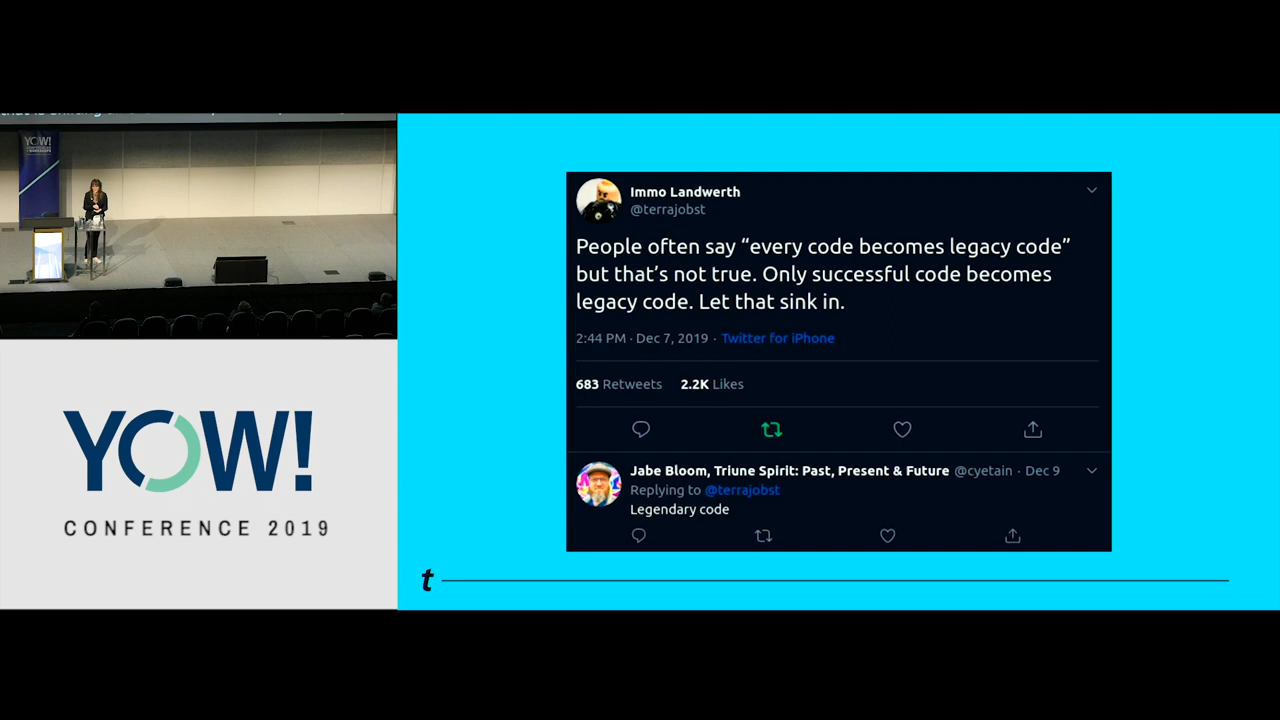 YOW!
Immo Landwerth
@terrajobst
People often say “every code becomes legacy code”
but that’s not true. Only successful code becomes
legacy code. Let that sink in.
2:44 PM · Dec 7, 2019 · Twitter for iPhone
683 Retweets 2.2K Likes
Jabe Bloom, Triune Spirit: Past, Present & Future @cyetain · Dec 9
Replying to @terrajobst
Legendary code
t
YOW!
CONFERENCE 2019